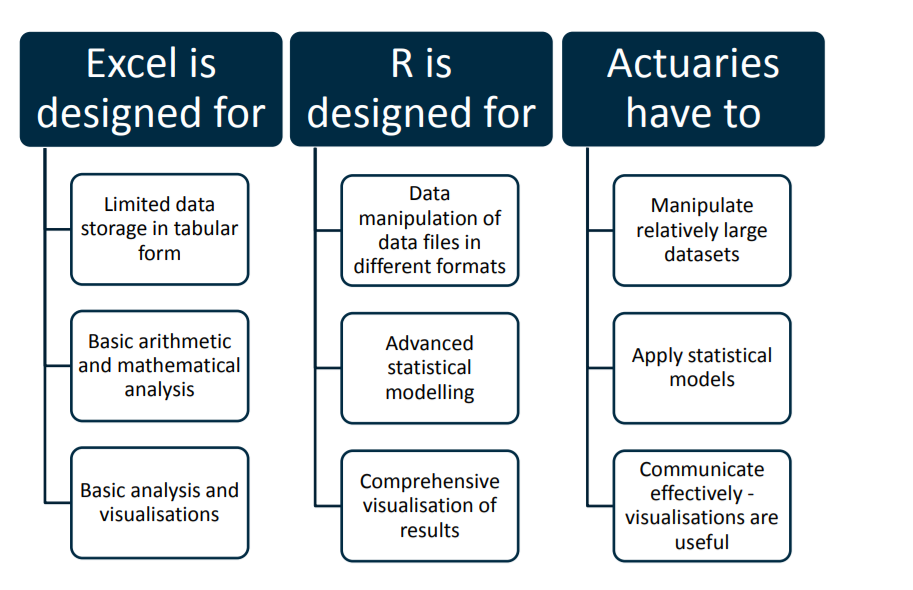 Excel is
designed for
Limited data
storage in tabular
form
Basic arithmetic
and mathematical
analysis
Basic analysis and
visualisations
R is
designed for
Data
manipulation of
data files in
different formats
Advanced
statistical
modelling
Comprehensive
visualisation of
results
Actuaries
have to
Manipulate
relatively large
datasets
Apply statistical
models
Communicate
effectively -
visualisations are
useful